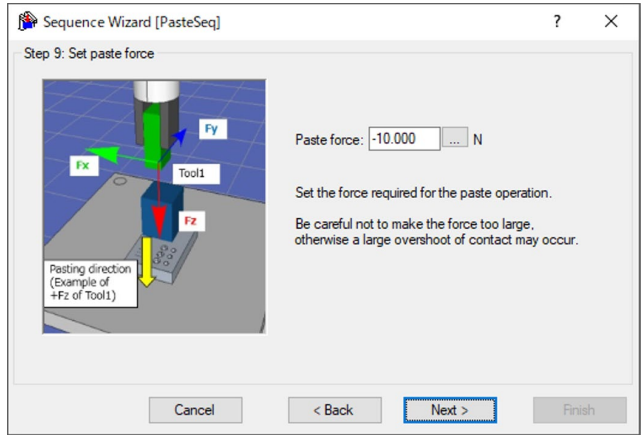 Sequence Wizard [PasteSeq]
?
Step 9: Set paste force
Fy
Fx
Tool1
Fz
Pasting direction
(Example of
+Fz of Tool1)
Paste force: -10.000 ... N
Set the force required for the paste operation.
Be careful not to make the force too large,
otherwise a large overshoot of contact may occur.
Cancel
< Back
Next >
Finish